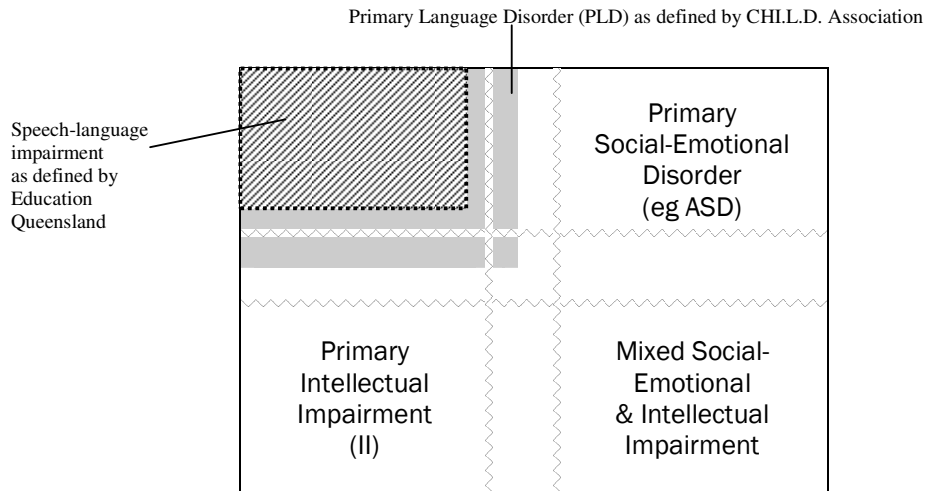 Primary Language Disorder (PLD) as defined by CHI.L.D. Association
Speech-language
impairment
as defined by
Education
Queensland
Primary
Social-Emotional
Disorder
(eg ASD)
Primary
Intellectual
Impairment
(II)
Mixed Social-
Emotional
& Intellectual
Impairment